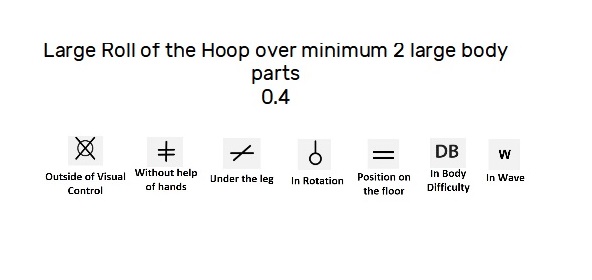 Large Roll of the Hoop over minimum 2 large body
parts
0.4
DB W
Outside of Visual Control
Without help of hands
Under the leg
In Rotation
Position on the floor
In Body Difficulty
In Wave